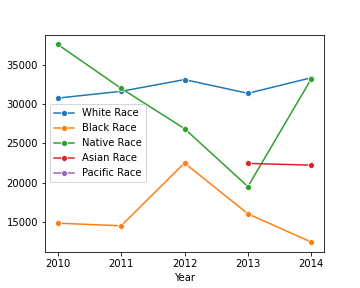 35000
30000
25000
20000
15000
White Race
Black Race
Native Race
Asian Race
Pacific Race
2010 2011 2012 2013 2014
Year